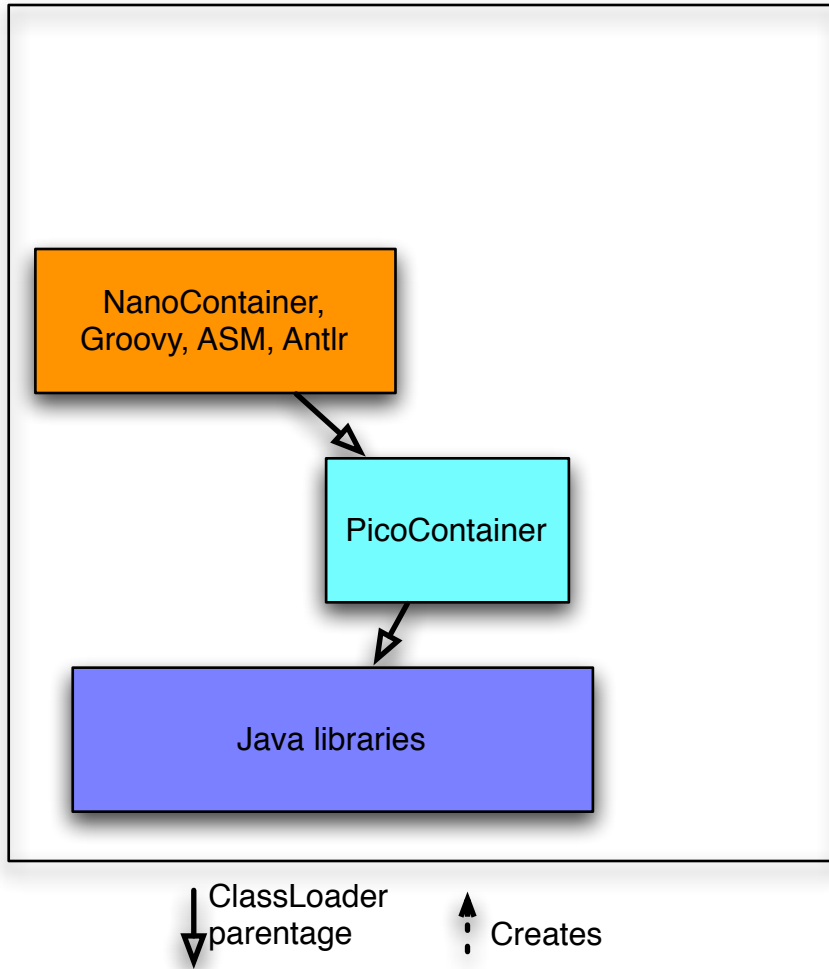 NanoContainer,
Groovy, ASM, Antlr
PicoContainer
Java libraries
ClassLoader
parentage
Creates